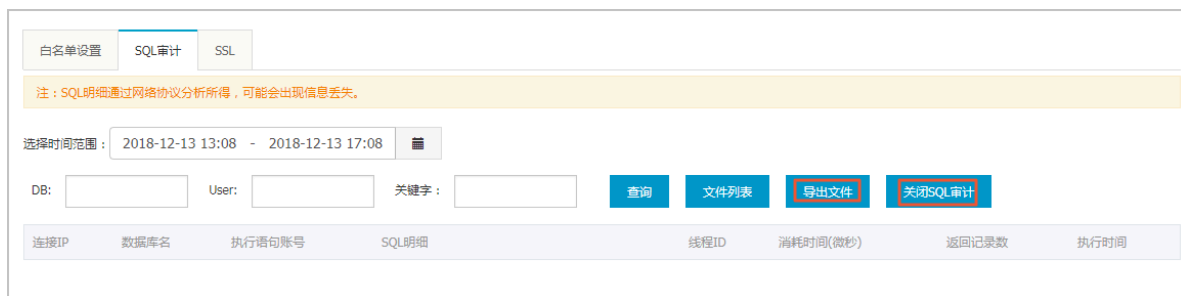 白名单设置 SQL审计 SSL
注：SQL明细通过网络协议分析所得，可能会出现信息丢失。
选择时间范围： 2018-12-13 13:08 - 2018-12-13 17:08
DB: User: 关键字： 查询 文件列表 导出文件 关闭SQL审计
连接IP 数据库名 执行语句账号 SQL明细 线程ID 消耗时间(微秒) 返回记录数 执行时间